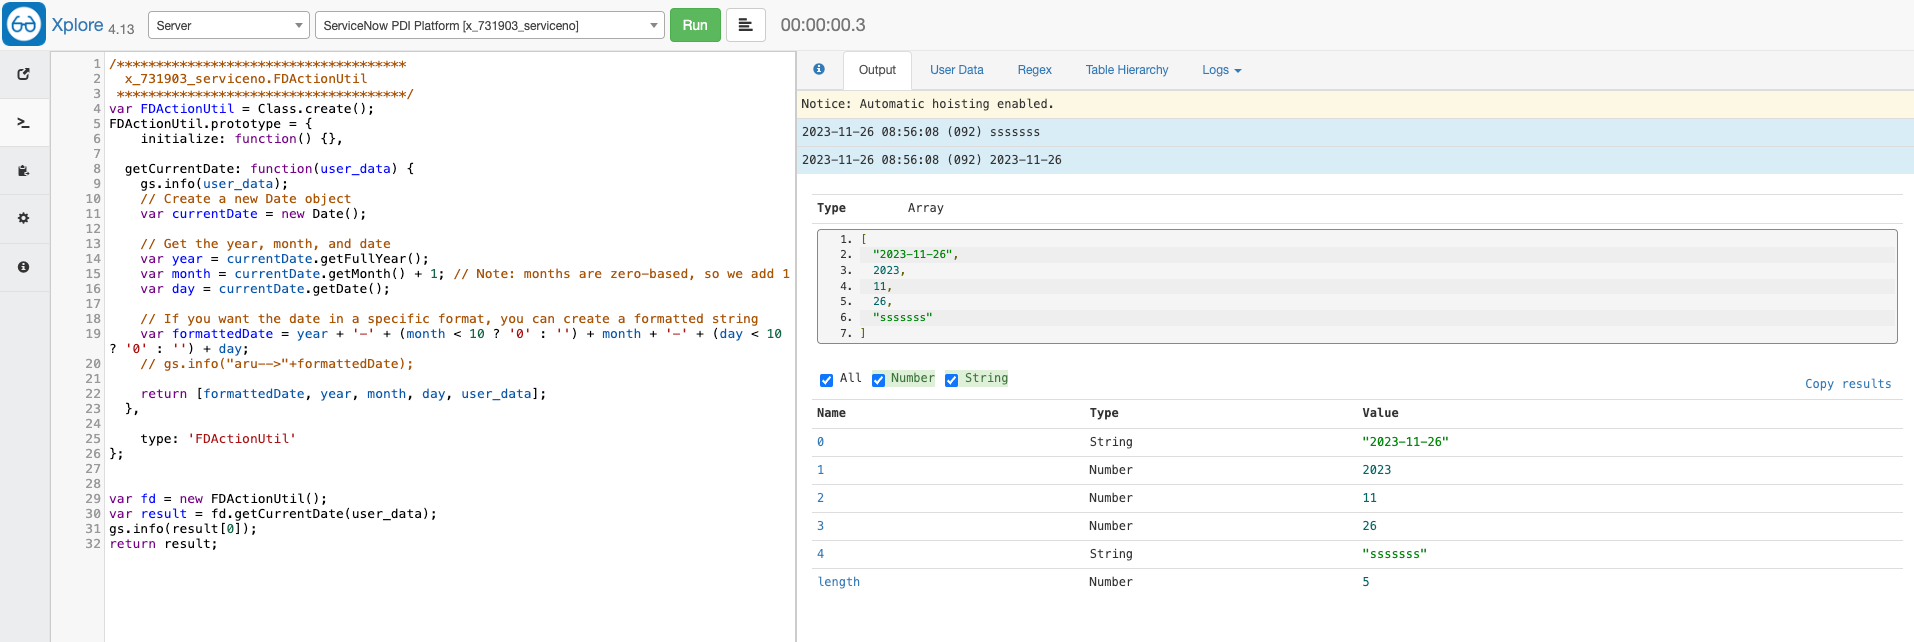 Xplore 4.13 Server ServiceNow PDI Platform [x_731903_serviceno] Run 00:00:00.3
1 /*************************************
2 x_731903_serviceno.FDActionUtil
3 *************************************/
4 var FDActionUtil = Class.create();
5 FDActionUtil.prototype = {
6 initialize: function() {},
7
8 getCurrentDate: function(user_data) {
9 gs.info(user_data);
10 // Create a new Date object
11 var currentDate = new Date();
12
13 // Get the year, month, and date
14 var year = currentDate.getFullYear();
15 var month = currentDate.getMonth() + 1; // Note: months are zero-based, so we add 1
16 var day = currentDate.getDate();
17
18 // If you want the date in a specific format, you can create a formatted string
19 var formattedDate = year + '-' + (month < 10 ? '0' : '') + month + '-' + (day < 10
? '0' : '') + day;
20 // gs.info("aru-->"+formattedDate);
21
22 return [formattedDate, year, month, day, user_data];
23 },
24
25 type: 'FDActionUtil'
26 };
27
28
29 var fd = new FDActionUtil();
30 var result = fd.getCurrentDate(user_data);
31 gs.info(result[0]);
32 return result;
Output User Data Regex Table Hierarchy Logs
Notice: Automatic hoisting enabled.
2023-11-26 08:56:08 (092) sssssss
2023-11-26 08:56:08 (092) 2023-11-26
Type Array
1. [
2. "2023-11-26",
3. 2023,
4. 11,
5. 26,
6. "sssssss"
7. ]
All Number String
Copy results
Name Type Value
0 String "2023-11-26"
1 Number 2023
2 Number 11
3 Number 26
4 String "sssssss"
length Number 5